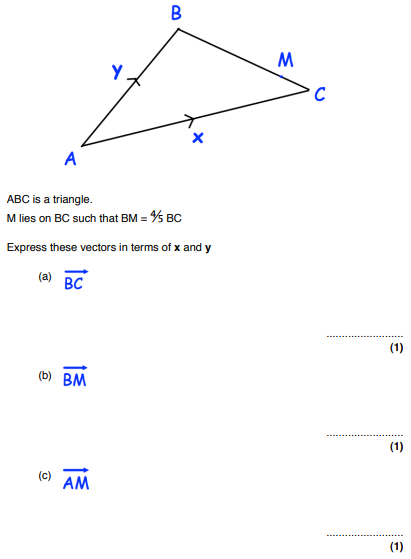 B
y
M
C
x
A
ABC is a triangle.
M lies on BC such that BM = ⅘ BC
Express these vectors in terms of x and y
(a) BC
.........................
(1)
(b) BM
.........................
(1)
(c) AM
.........................
(1)